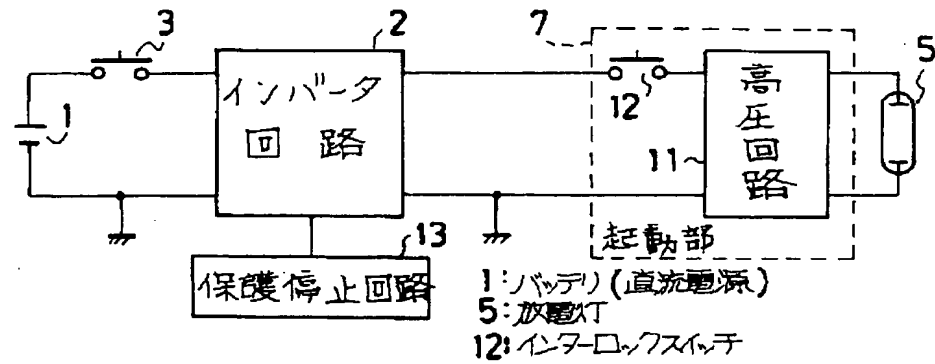 3
2
7
5
1
インバータ
回路
12
11
高圧回路
起動部
13
保護停止回路
1:バッテリ(直流電源)
5:放電灯
12:インターロックスイッチ